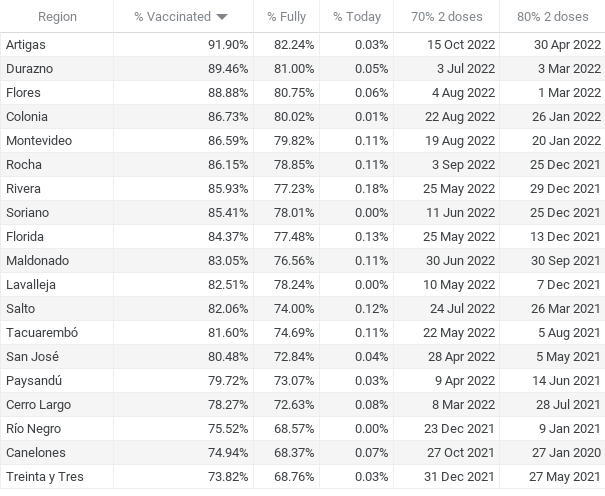 Region % Vaccinated % Fully % Today 70% 2 doses 80% 2 doses
Artigas 91.90% 82.24% 0.03% 15 Oct 2022 30 Apr 2022
Durazno 89.46% 81.00% 0.05% 3 Jul 2022 3 Mar 2022
Flores 88.88% 80.75% 0.06% 4 Aug 2022 1 Mar 2022
Colonia 86.73% 80.02% 0.01% 22 Aug 2022 26 Jan 2022
Montevideo 86.59% 79.82% 0.11% 19 Aug 2022 20 Jan 2022
Rocha 86.15% 78.85% 0.11% 3 Sep 2022 25 Dec 2021
Rivera 85.93% 77.23% 0.18% 25 May 2022 29 Dec 2021
Soriano 85.41% 78.01% 0.00% 11 Jun 2022 25 Dec 2021
Florida 84.37% 77.48% 0.13% 25 May 2022 13 Dec 2021
Maldonado 83.05% 76.56% 0.11% 30 Jun 2022 30 Sep 2021
Lavalleja 82.51% 78.24% 0.00% 10 May 2022 7 Dec 2021
Salto 82.06% 74.00% 0.12% 24 Jul 2022 26 Mar 2021
Tacuarembó 81.60% 74.69% 0.11% 22 May 2022 5 Aug 2021
San José 80.48% 72.84% 0.04% 28 Apr 2022 5 May 2021
Paysandú 79.72% 73.07% 0.03% 9 Apr 2022 14 Jun 2021
Cerro Largo 78.27% 72.63% 0.08% 8 Mar 2022 28 Jul 2021
Río Negro 75.52% 68.57% 0.00% 23 Dec 2021 9 Jan 2021
Canelones 74.94% 68.37% 0.07% 27 Oct 2021 27 Jan 2020
Treinta y Tres 73.82% 68.76% 0.03% 31 Dec 2021 27 May 2021